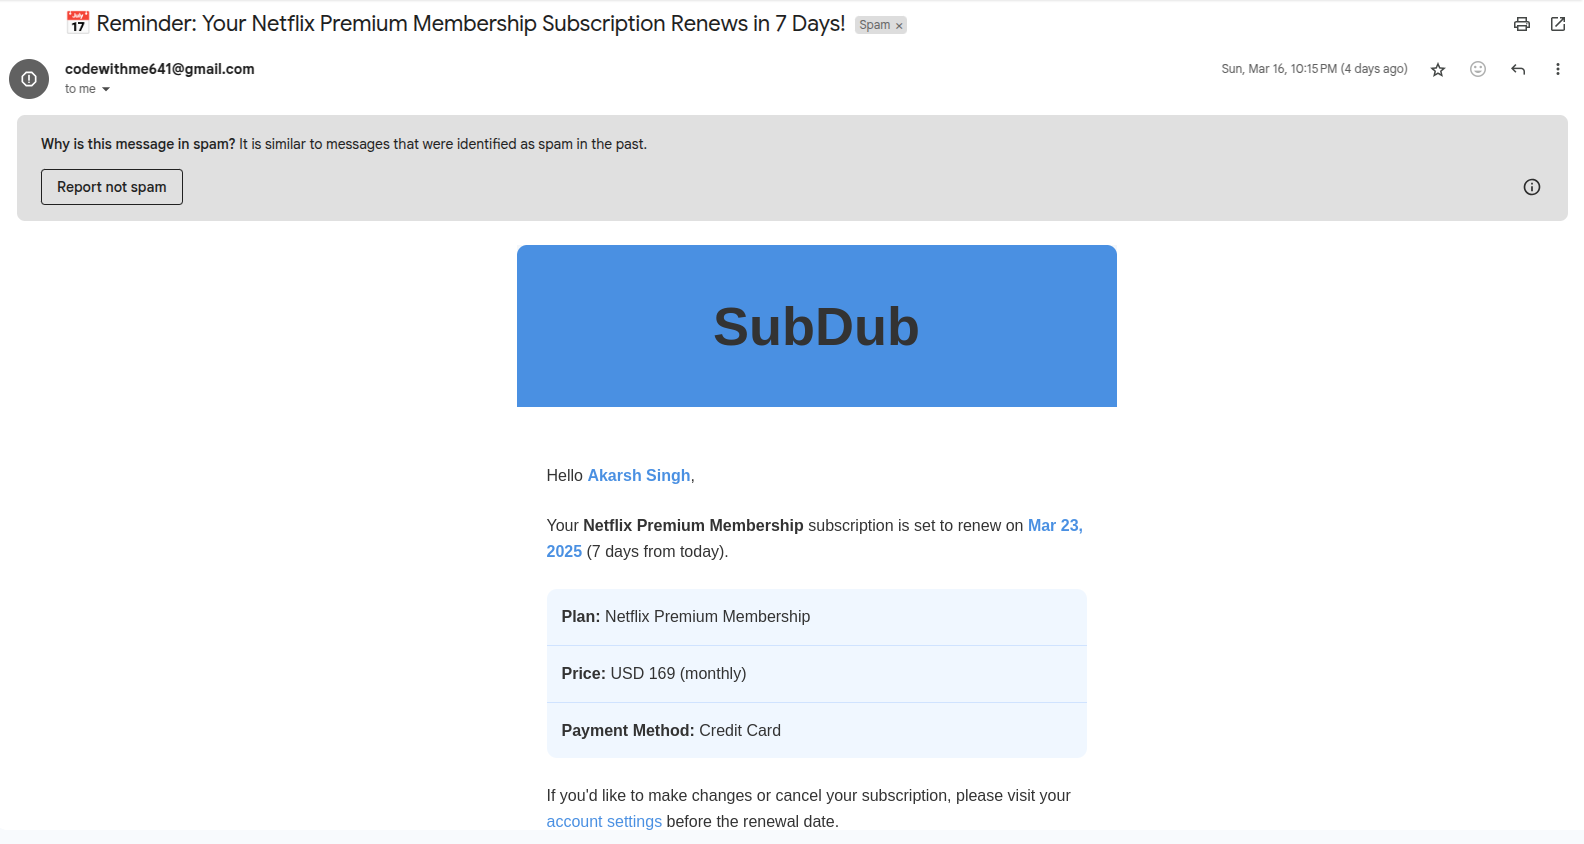 Reminder: Your Netflix Premium Membership Subscription Renews in 7 Days! Spam ×
codewithme641@gmail.com
Sun, Mar 16, 10:15 PM (4 days ago)
to me
Why is this message in spam? It is similar to messages that were identified as spam in the past.
Report not spam
SubDub
Hello Akarsh Singh,
Your Netflix Premium Membership subscription is set to renew on Mar 23,
2025 (7 days from today).
Plan: Netflix Premium Membership
Price: USD 169 (monthly)
Payment Method: Credit Card
If you'd like to make changes or cancel your subscription, please visit your
account settings before the renewal date.